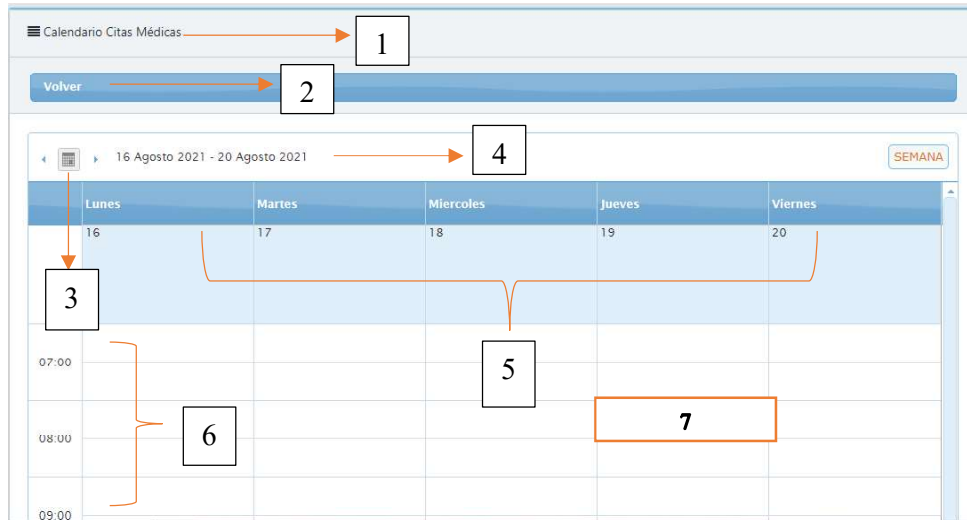 Calendario Citas Médicas
1
Volver
2
16 Agosto 2021 - 20 Agosto 2021
4
SEMANA
Lunes Martes Miercoles Jueves Viernes
16 17 18 19 20
3
07:00
5
7
08:00
6
09:00